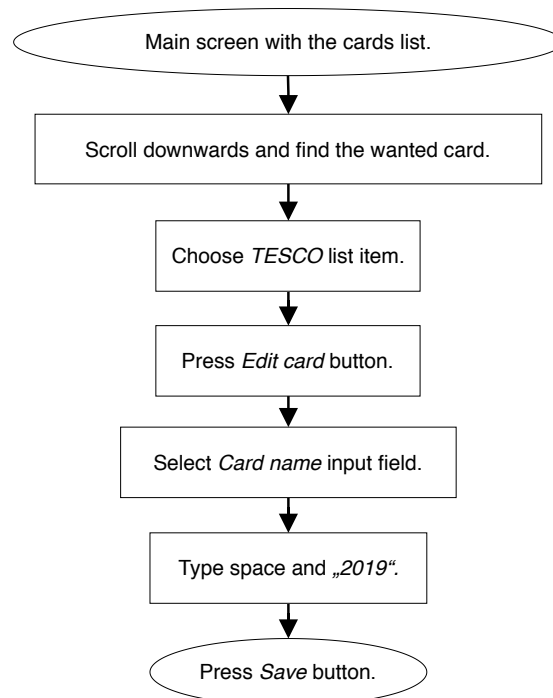 Main screen with the cards list.
Scroll downwards and find the wanted card.
Choose TESCO list item.
Press Edit card button.
Select Card name input field.
Type space and „2019“.
Press Save button.